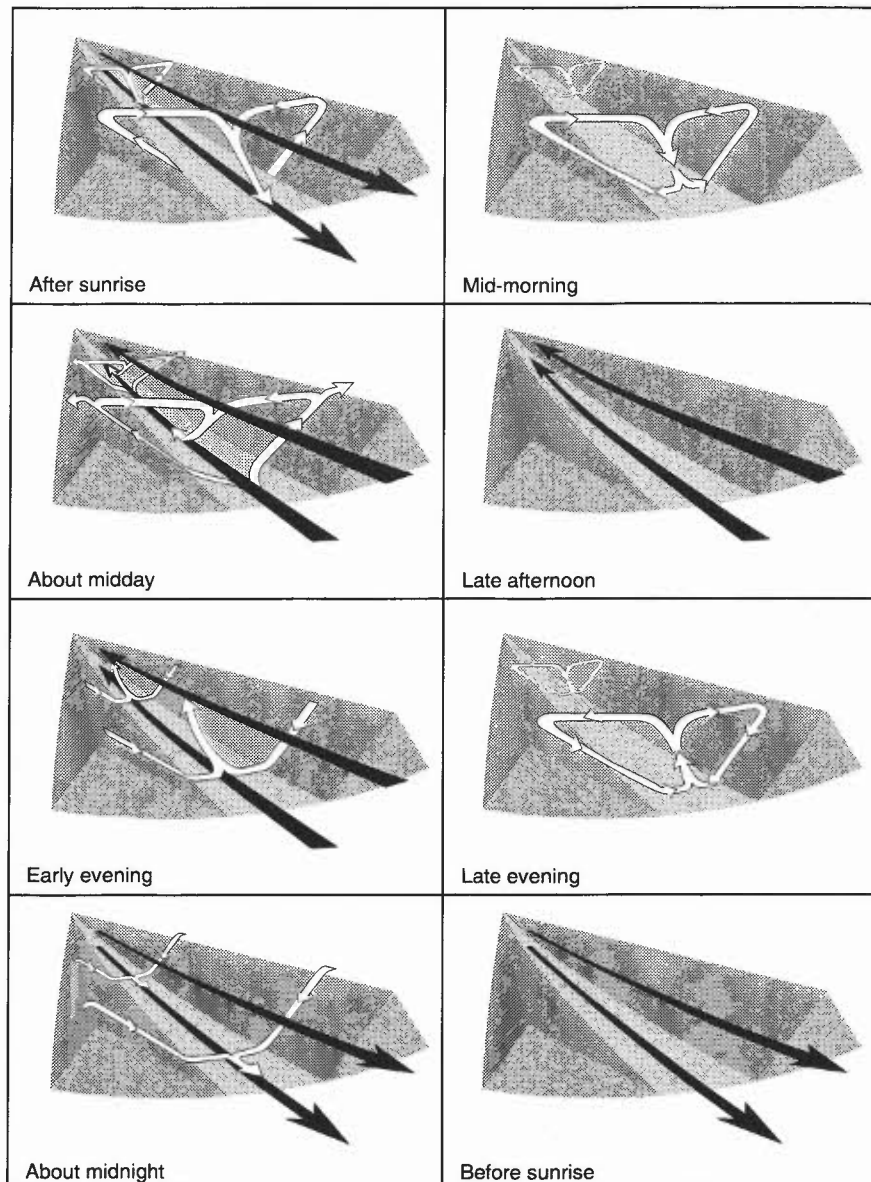 After sunrise
Mid-morning
About midday
Late afternoon
Early evening
Late evening
About midnight
Before sunrise